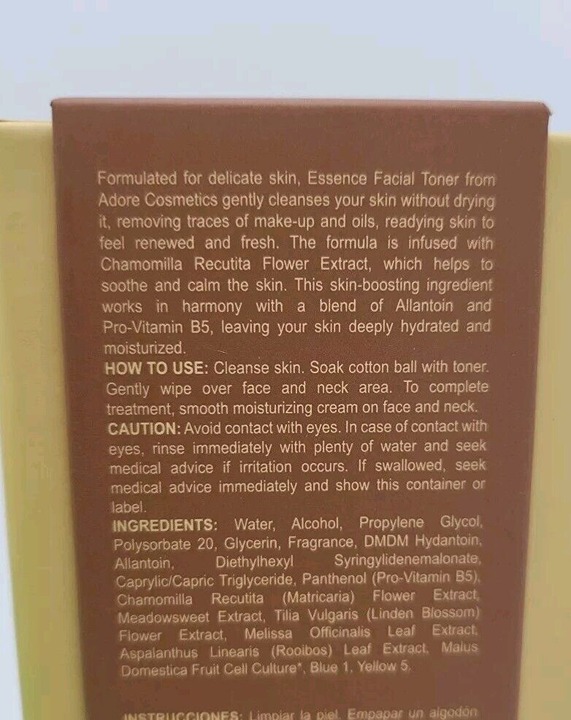 Formulated for delicate skin, Essence Facial Toner from
Adore Cosmetics gently cleanses your skin without drying
it, removing traces of make-up and oils, readying skin to
feel renewed and fresh. The formula is infused with
Chamomilla Recutita Flower Extract, which helps to
soothe and calm the skin. This skin-boosting ingredient
works in harmony with a blend of Allantoin and
Pro-Vitamin B5, leaving your skin deeply hydrated and
moisturized.
HOW TO USE: Cleanse skin. Soak cotton ball with toner.
Gently wipe over face and neck area. To complete
treatment, smooth moisturizing cream on face and neck.
CAUTION: Avoid contact with eyes. In case of contact with
eyes, rinse immediately with plenty of water and seek
medical advice if irritation occurs. If swallowed, seek
medical advice immediately and show this container or
label.
INGREDIENTS: Water, Alcohol, Propylene Glycol,
Polysorbate 20, Glycerin, Fragrance, DMDM Hydantoin,
Allantoin, Diethylhexyl Syringylidenemalonate,
Caprylic/Capric Triglyceride, Panthenol (Pro-Vitamin B5),
Chamomilla Recutita (Matricaria) Flower Extract,
Meadowsweet Extract, Tilia Vulgaris (Linden Blossom)
Flower Extract, Melissa Officinalis Leaf Extract,
Aspalanthus Linearis (Rooibos) Leaf Extract, Malus
Domestica Fruit Cell Culture*, Blue 1, Yellow 5.
INSTRUCCIONES: Limpiar la piel. Empapar un algodón